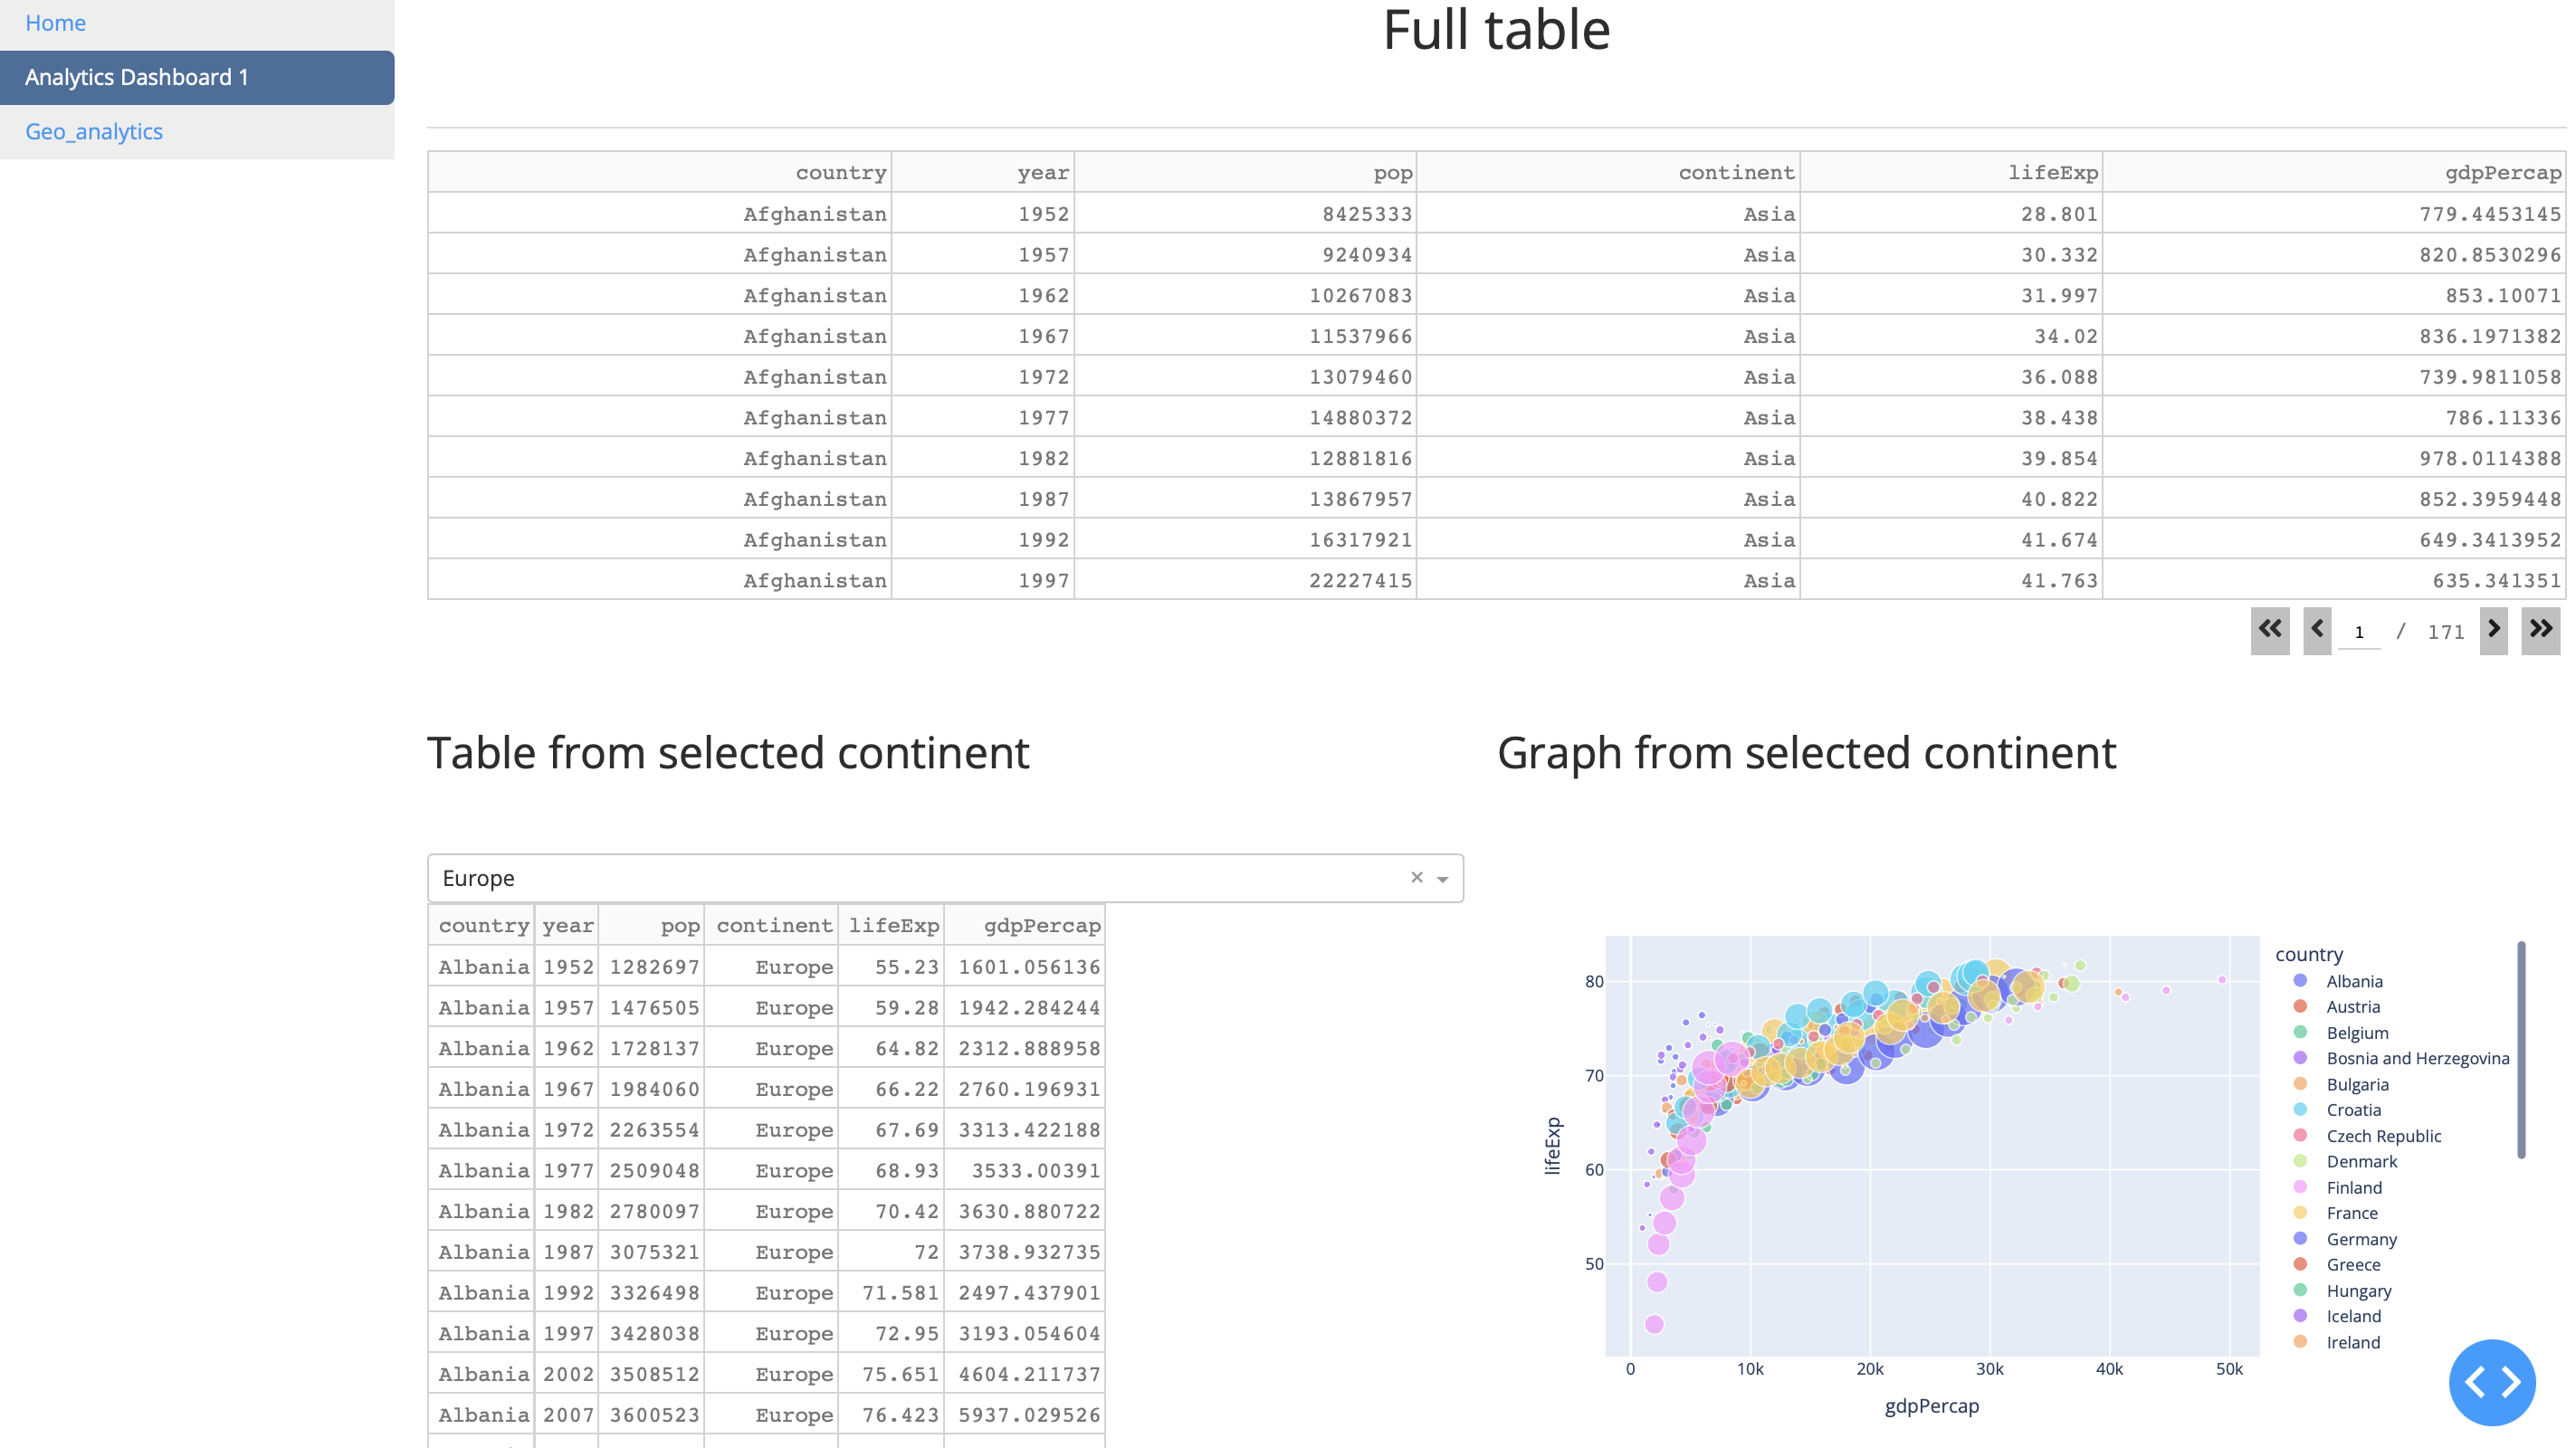 Home
Analytics Dashboard 1
Geo_analytics
Full table
country year pop continent lifeExp gdpPercap
Afghanistan 1952 8425333 Asia 28.801 779.4453145
Afghanistan 1957 9240934 Asia 30.332 820.8530296
Afghanistan 1962 10267083 Asia 31.997 853.10071
Afghanistan 1967 11537966 Asia 34.02 836.1971382
Afghanistan 1972 13079460 Asia 36.088 739.9811058
Afghanistan 1977 14880372 Asia 38.438 786.11336
Afghanistan 1982 12881816 Asia 39.854 978.0114388
Afghanistan 1987 13867957 Asia 40.822 852.3959448
Afghanistan 1992 16317921 Asia 41.674 649.3413952
Afghanistan 1997 22227415 Asia 41.763 635.341351
1 / 171
Table from selected continent
Europe
country year pop continent lifeExp gdpPercap
Albania 1952 1282697 Europe 55.23 1601.056136
Albania 1957 1476505 Europe 59.28 1942.284244
Albania 1962 1728137 Europe 64.82 2312.888958
Albania 1967 1984060 Europe 66.22 2760.196931
Albania 1972 2263554 Europe 67.69 3313.422188
Albania 1977 2509048 Europe 68.93 3533.00391
Albania 1982 2780097 Europe 70.42 3630.880722
Albania 1987 3075321 Europe 72 3738.932735
Albania 1992 3326498 Europe 71.581 2497.437901
Albania 1997 3428038 Europe 72.95 3193.054604
Albania 2002 3508512 Europe 75.651 4604.211737
Albania 2007 3600523 Europe 76.423 5937.029526
Graph from selected continent
80
70
60
50
lifeExp
0 10k 20k 30k 40k 50k
gdpPercap
country
Albania
Austria
Belgium
Bosnia and Herzegovina
Bulgaria
Croatia
Czech Republic
Denmark
Finland
France
Germany
Greece
Hungary
Iceland
Ireland